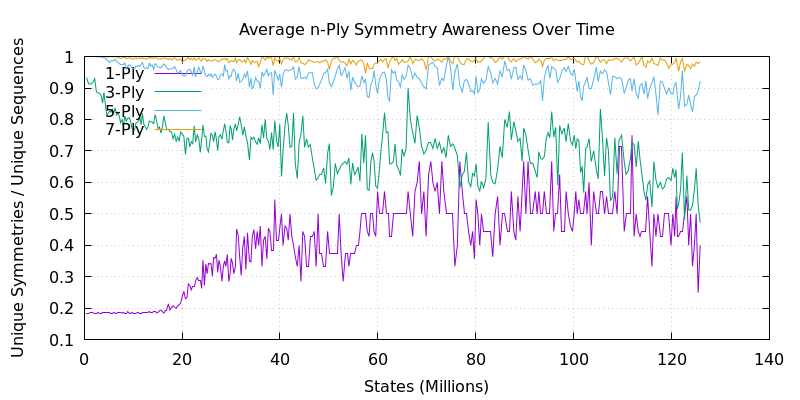 Average n-Ply Symmetry Awareness Over Time
Unique Symmetries / Unique Sequences
1
0.9
0.8
0.7
0.6
0.5
0.4
0.3
0.2
0.1
1-Ply
3-Ply
5-Ply
7-Ply
0 20 40 60 80 100 120 140
States (Millions)